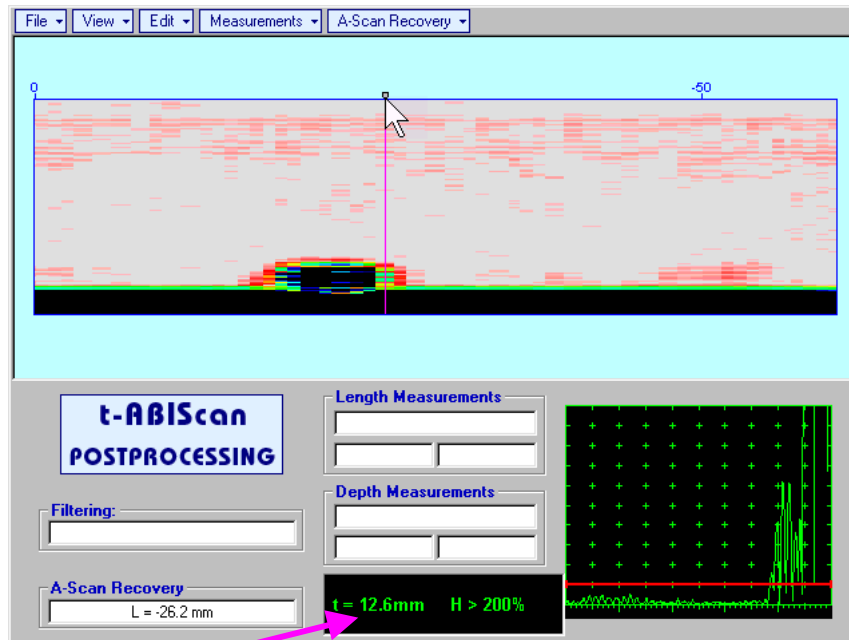 File View Edit Measurements A-Scan Recovery
0 -50
t-ABIScan
POSTPROCESSING
Length Measurements
Depth Measurements
Filtering:
A-Scan Recovery
L = -26.2 mm
t = 12.6mm H > 200%